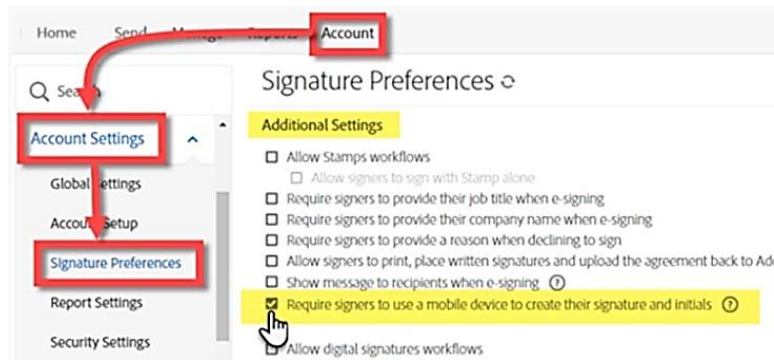 Home Send Manage Reports Account
Search
Signature Preferences
Additional Settings
Account Settings
Allow Stamps workflows
Allow signers to sign with Stamp alone
Global Settings
Require signers to provide their job title when e-signing
Account Setup
Require signers to provide their company name when e-signing
Require signers to provide a reason when declining to sign
Signature Preferences
Allow signers to print, place written signatures and upload the agreement back to
Show message to recipients when e-signing ?
Report Settings
Require signers to use a mobile device to create their signature and initials ?
Security Settings
Allow digital signatures workflows